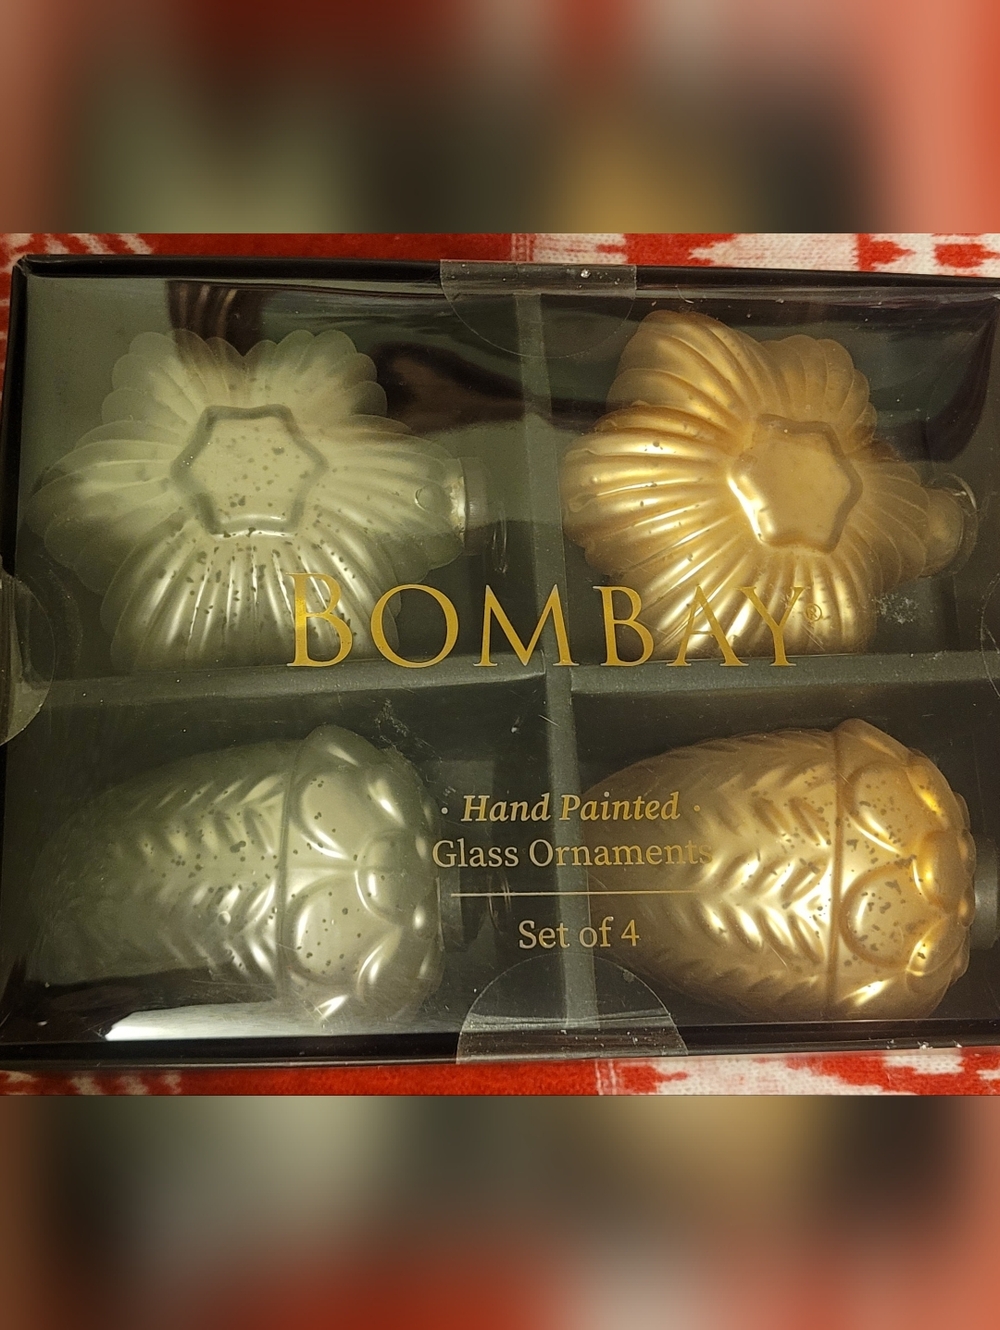 BOMBAY®
· Hand Painted ·
Glass Ornaments
Set of 4